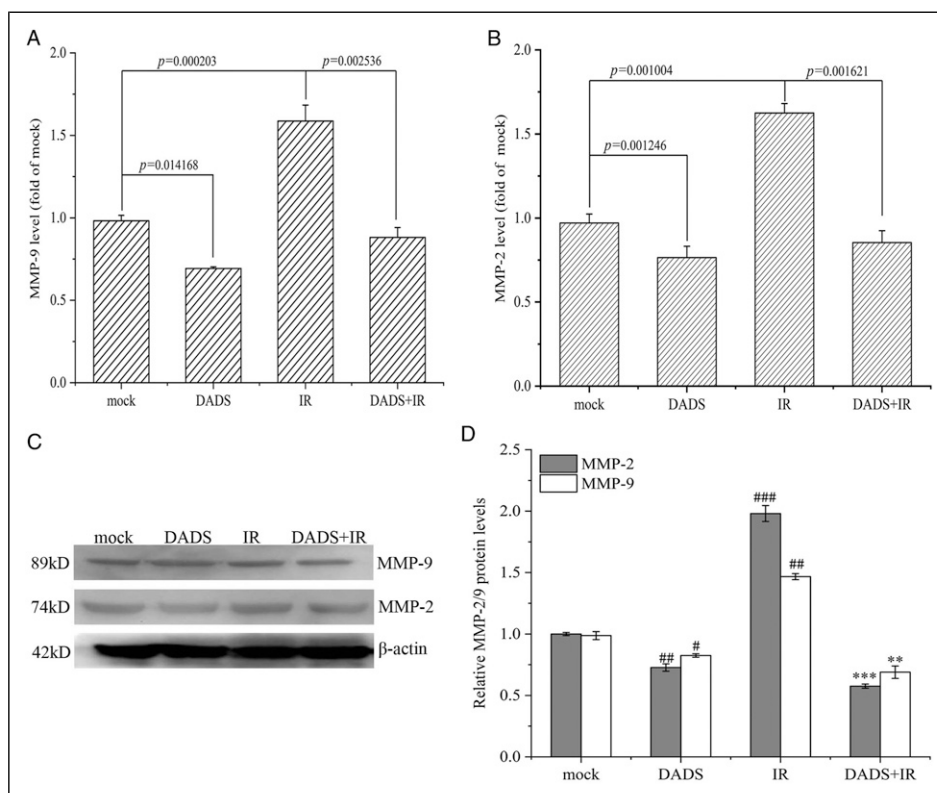 A
MMP-9 level (fold of mock)
2.0
1.5
1.0
0.5
0.0
p=0.000203
p=0.002536
p=0.014168
mock DADS IR DADS+IR
B
MMP-2 level (fold of mock)
2.0
1.5
1.0
0.5
0.0
p=0.001004
p=0.001621
p=0.001246
mock DADS IR DADS+IR
C
mock DADS IR DADS+IR
89kD MMP-9
74kD MMP-2
42kD β-actin
D
Relative MMP-2/9 protein levels
2.5
2.0
1.5
1.0
0.5
0.0
MMP-2
MMP-9
###
##
## #
*** **
mock DADS IR DADS+IR